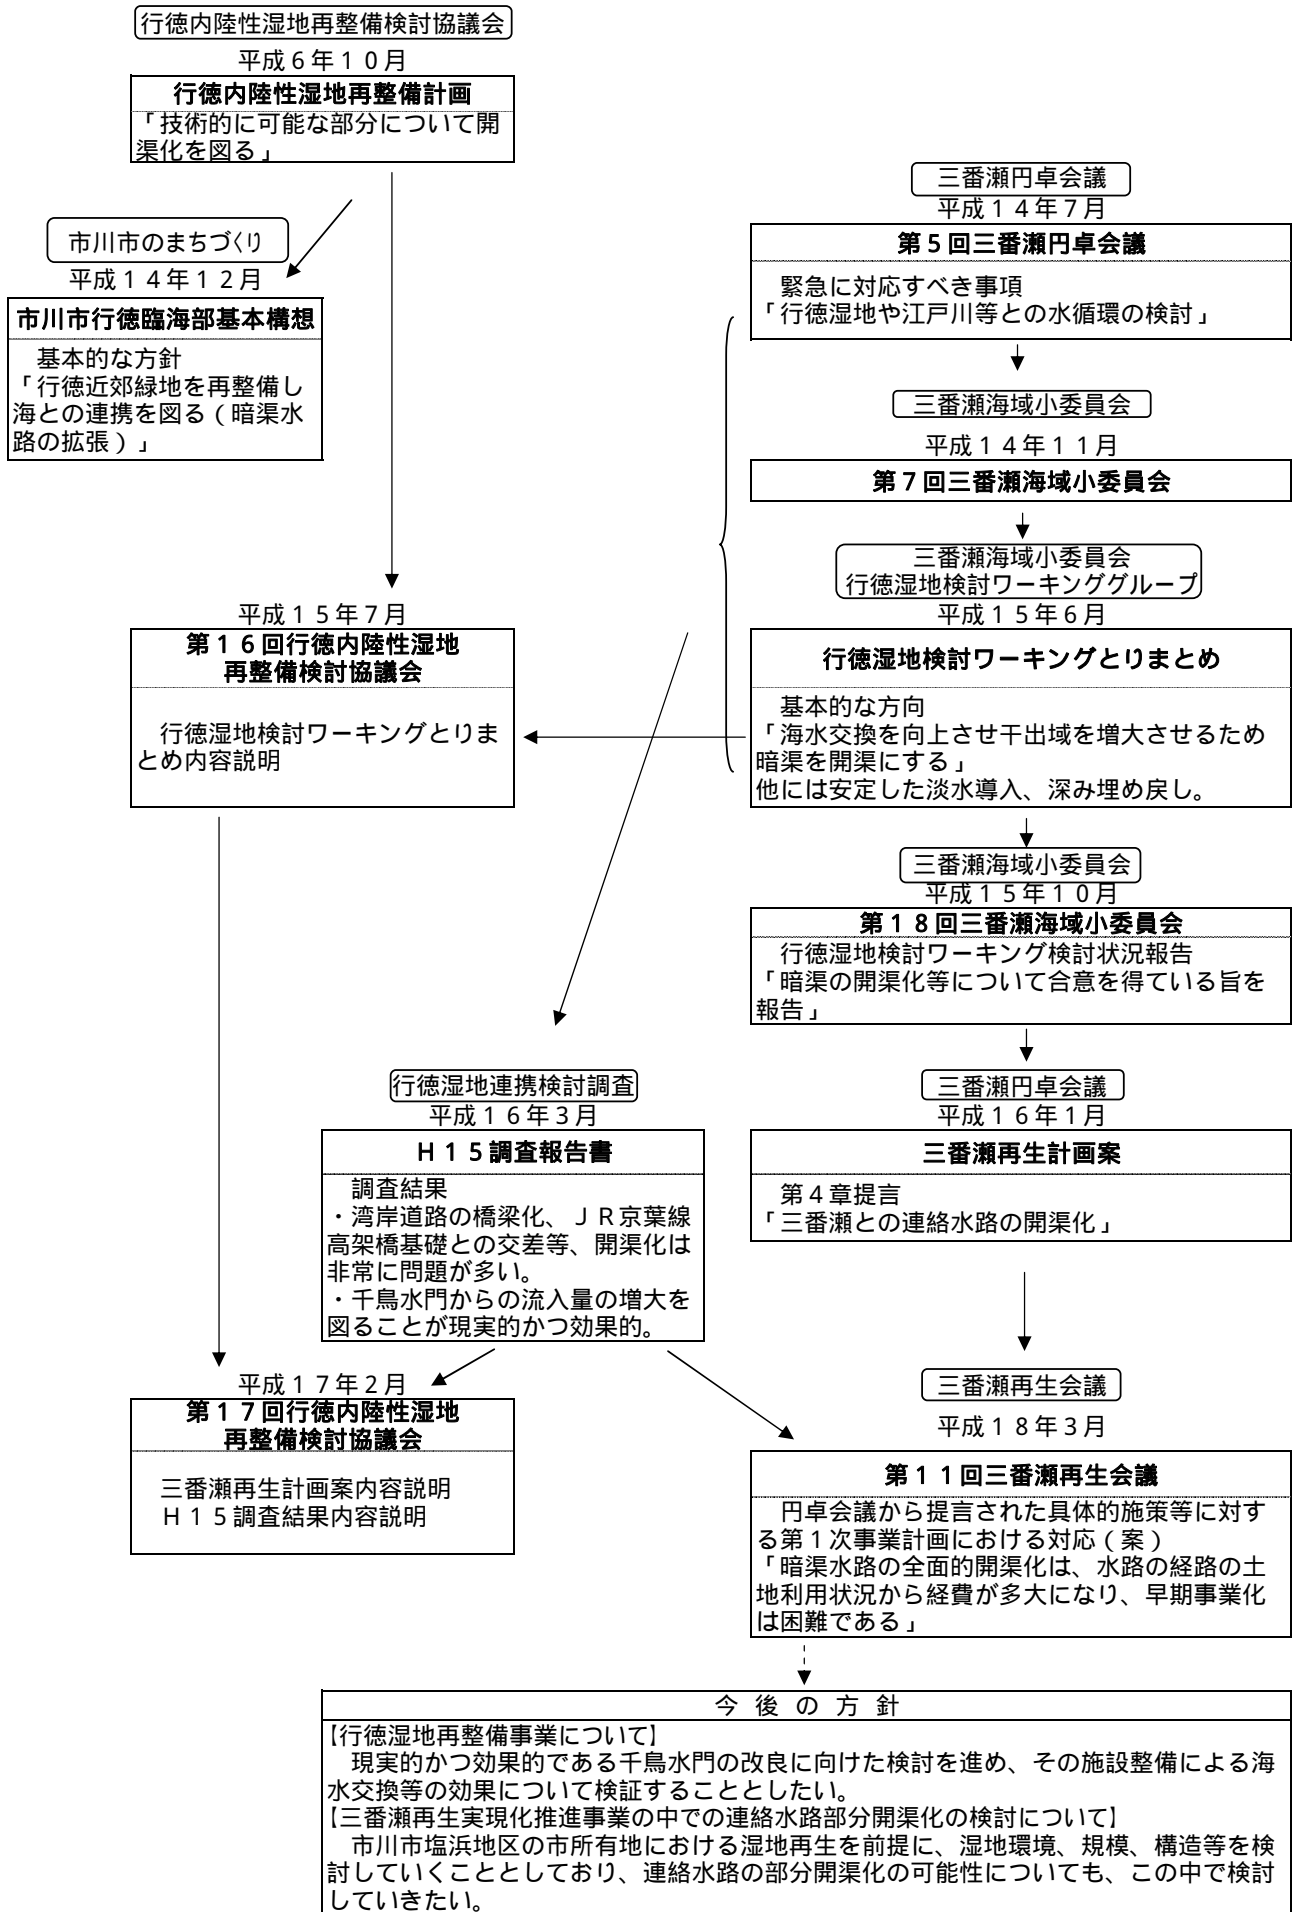 行徳内陸性湿地再整備検討協議会
平成６年１０月
行徳内陸性湿地再整備計画
「技術的に可能な部分について開
渠化を図る」
市川市のまちづくり
平成１４年１２月
市川市行徳臨海部基本構想
基本的な方針
「行徳近郊緑地を再整備し
海との連携を図る（暗渠水
路の拡張）」
三番瀬円卓会議
平成１４年７月
第５回三番瀬円卓会議
緊急に対応すべき事項
「行徳湿地や江戸川等との水循環の検討」
三番瀬海域小委員会
平成１４年１１月
第７回三番瀬海域小委員会
三番瀬海域小委員会
行徳湿地検討ワーキンググループ
平成１５年６月
行徳湿地検討ワーキングとりまとめ
基本的な方向
「海水交換を向上させ干出域を増大させるため
暗渠を開渠にする」
他には安定した淡水導入、深み埋め戻し。
平成１５年７月
第１６回行徳内陸性湿地
再整備検討協議会
行徳湿地検討ワーキングとりま
とめ内容説明
三番瀬海域小委員会
平成１５年１０月
第１８回三番瀬海域小委員会
行徳湿地検討ワーキング検討状況報告
「暗渠の開渠化等について合意を得ている旨を
報告」
行徳湿地連携検討調査
平成１６年３月
Ｈ１５調査報告書
調査結果
・湾岸道路の橋梁化、ＪＲ京葉線
高架橋基礎との交差等、開渠化は
非常に問題が多い。
・千鳥水門からの流入量の増大を
図ることが現実的かつ効果的。
三番瀬円卓会議
平成１６年１月
三番瀬再生計画案
第４章提言
「三番瀬との連絡水路の開渠化」
平成１７年２月
第１７回行徳内陸性湿地
再整備検討協議会
三番瀬再生計画案内容説明
Ｈ１５調査結果内容説明
三番瀬再生会議
平成１８年３月
第１１回三番瀬再生会議
円卓会議から提言された具体的施策等に対す
る第１次事業計画における対応（案）
「暗渠水路の全面的開渠化は、水路の経路の土
地利用状況から経費が多大になり、早期事業化
は困難である」
今後の方針
【行徳湿地再整備事業について】
現実的かつ効果的である千鳥水門の改良に向けた検討を進め、その施設整備による海
水交換等の効果について検証することとしたい。
【三番瀬再生実現化推進事業の中での連絡水路部分開渠化の検討について】
市川市塩浜地区の市所有地における湿地再生を前提に、湿地環境、規模、構造等を検
討していくこととしており、連絡水路の部分開渠化の可能性についても、この中で検討
していきたい。